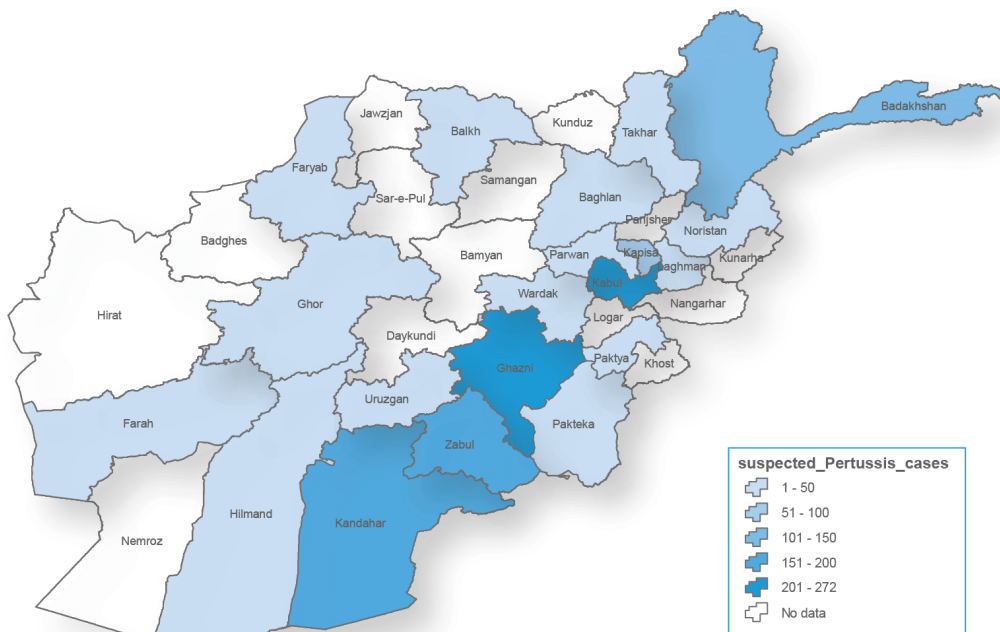 Badakhshan
Jawzjan
Kunduz
Balkh
Takhar
Faryab
Samangan
Sar-e-Pul
Baghlan
Panjsher
Noristan
Badghes
Bamyan
Parwan
Kapisa
Kunarha
aghman
Kabul
Wardak
Ghor
Nangarhar
Hirat
Logar
Daykundi
Paktya
Khost
Ghazni
Uruzgan
Farah
Pakteka
Zabul
Hilmand
Kandahar
Nemroz
suspected_Pertussis_cases
1 - 50
51 - 100
101 - 150
151 - 200
201 - 272
No data